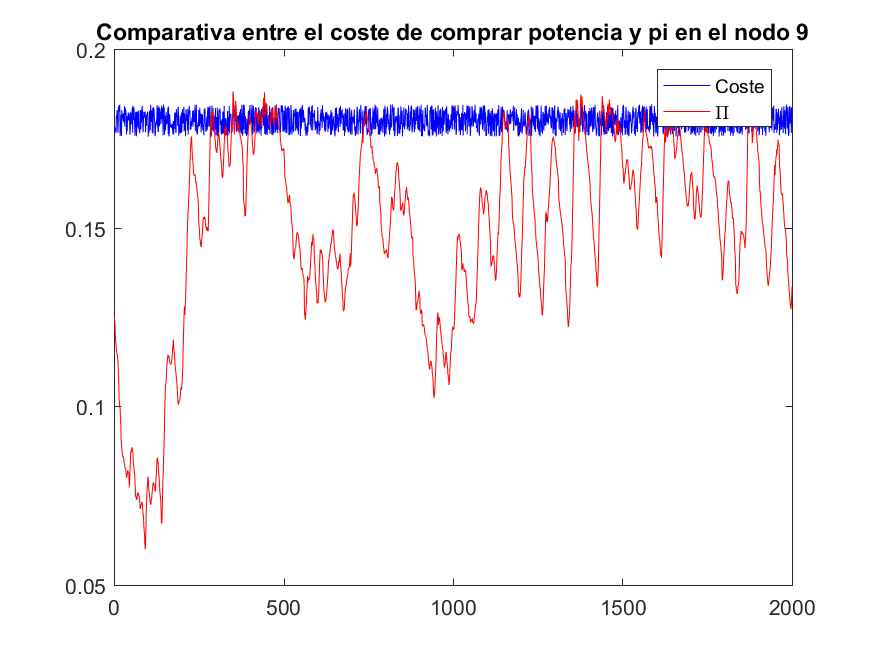 Comparativa entre el coste de comprar potencia y pi en el nodo 9
0.2
Coste
Π
0.15
0.1
0.05
0 500 1000 1500 2000